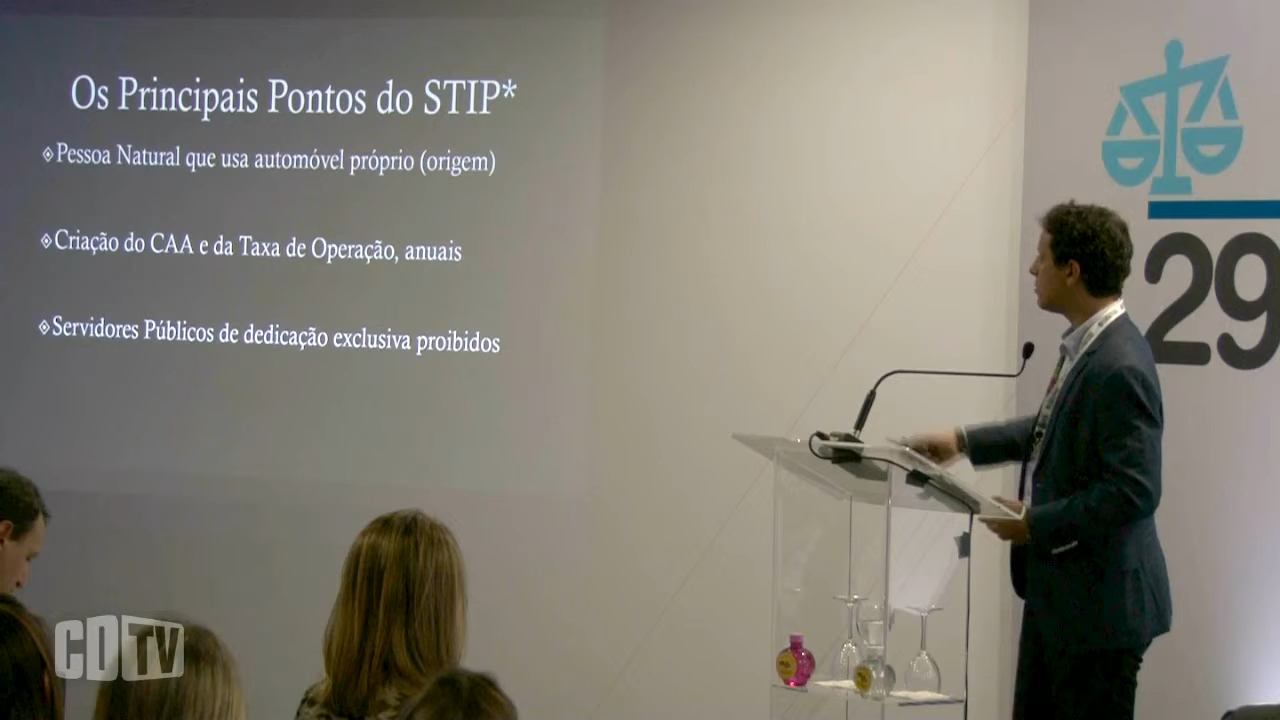 Os Principais Pontos do STIP*
Pessoa Natural que usa automóvel próprio (origem)
Criação do CAA e da Taxa de Operação, anuais
Servidores Públicos de dedicação exclusiva proibidos
29
CDTV